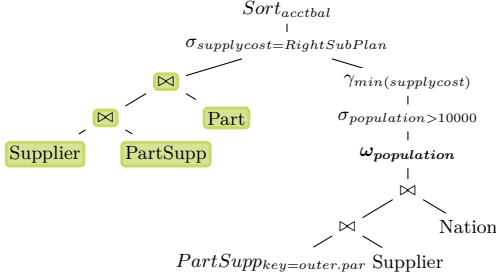 Sort_acctbal
σ_supplycost=RightSubPlan
⋈ γ_min(supplycost)
⋈ Part σ_population>10000
Supplier PartSupp ω_population
⋈
⋈ Nation
PartSupp_key=outer.par Supplier